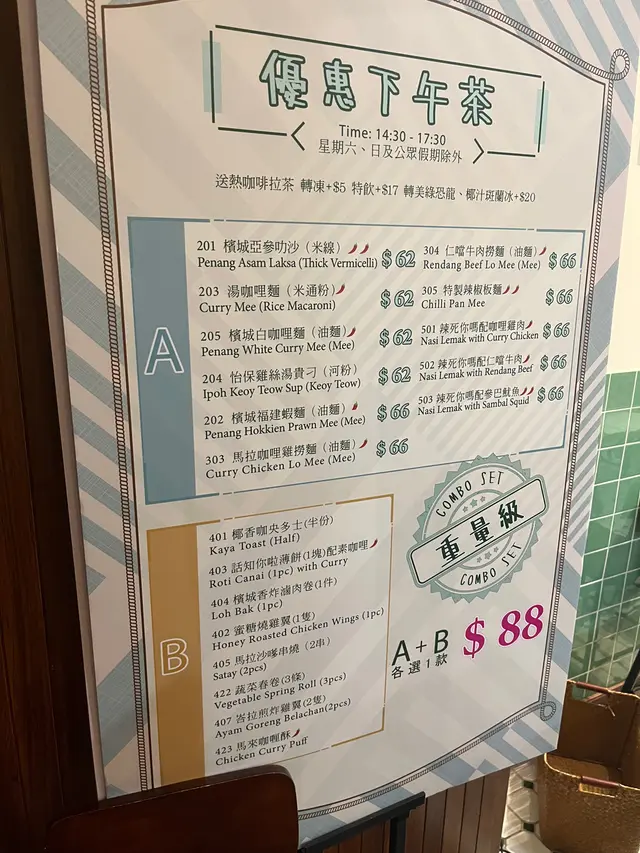 優惠下午茶
Time: 14:30 - 17:30
星期六、日及公眾假期除外
送熱咖啡拉茶 轉凍+$5 特飲+$17 轉美綠恐龍、椰汁斑蘭冰+$20
A
201 檳城亞參叻沙（米線） $62
Penang Asam Laksa (Thick Vermicelli)
203 湯咖哩麵（米通粉） $62
Curry Mee (Rice Macaroni)
205 檳城白咖哩麵（油麵） $62
Penang White Curry Mee (Mee)
204 怡保雞絲湯貴刁（河粉） $62
Ipoh Keoy Teow Sup (Keoy Teow)
202 檳城福建蝦麵（油麵） $66
Penang Hokkien Prawn Mee (Mee)
303 馬拉咖哩雞撈麵（油麵） $66
Curry Chicken Lo Mee (Mee)
304 仁噹牛肉撈麵（油麵） $66
Rendang Beef Lo Mee (Mee)
305 特製辣椒板麵 $66
Chilli Pan Mee
501 辣死你嗎配咖哩雞肉 $66
Nasi Lemak with Curry Chicken
502 辣死你嗎配仁噹牛肉 $66
Nasi Lemak with Rendang Beef
503 辣死你嗎配參巴魷魚 $66
Nasi Lemak with Sambal Squid
B
401 椰香咖央多士(半份)
Kaya Toast (Half)
403 話知你啦薄餅(1塊)配素咖哩
Roti Canai (1pc) with Curry
404 檳城香炸滷肉卷(1件)
Loh Bak (1pc)
402 蜜糖燒雞翼(1隻)
Honey Roasted Chicken Wings (1pc)
405 馬拉沙嗲串燒（2串）
Satay (2pcs)
422 蔬菜春卷(3條)
Vegetable Spring Roll (3pcs)
407 峇拉煎炸雞翼(2隻)
Ayam Goreng Belachan(2pcs)
423 馬來咖喱酥
Chicken Curry Puff
COMBO SET
重量級
COMBO SET
A+B $88
各選1款